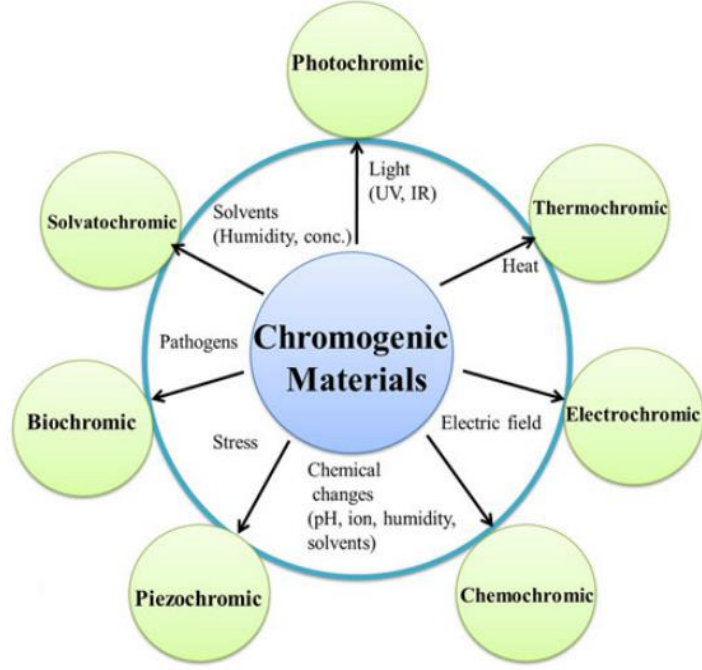 Photochromic
Light
(UV, IR)
Thermochromic
Heat
Solvatochromic
Solvents
(Humidity, conc.)
Chromogenic
Materials
Pathogens
Biochromic
Electrochromic
Electric field
Stress
Chemical
changes
(pH, ion, humidity,
solvents)
Piezochromic
Chemochromic